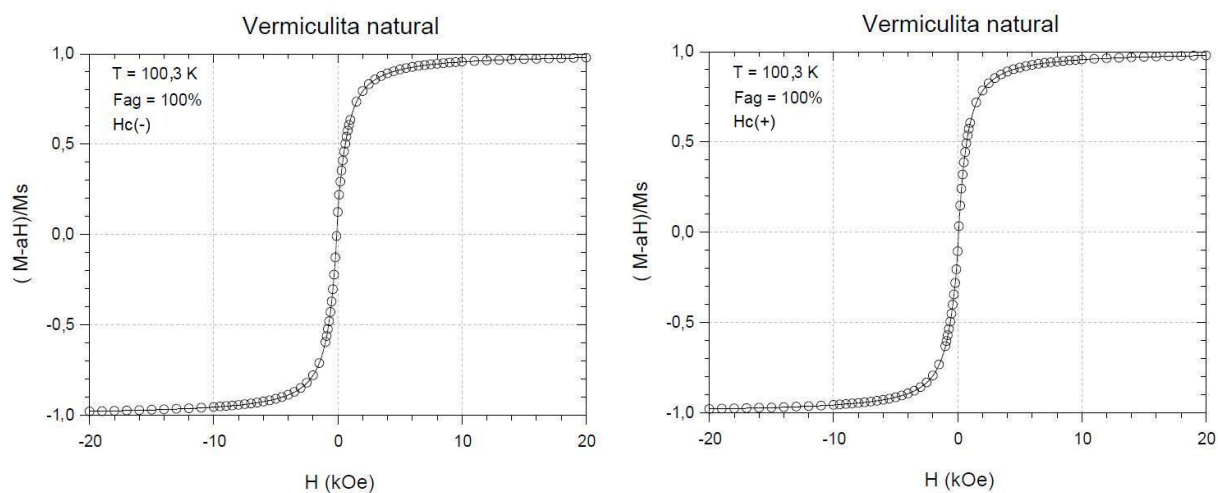 Vermiculita natural
1,0
T = 100,3 K
Fag = 100%
Hc(-)
0,5
0,0
-0,5
-1,0
( M-aH)/Ms
-20
-10
0
10
20
H (kOe)
Vermiculita natural
1,0
T = 100,3 K
Fag = 100%
Hc(+)
0,5
0,0
-0,5
-1,0
( M-aH)/Ms
-20
-10
0
10
20
H (kOe)